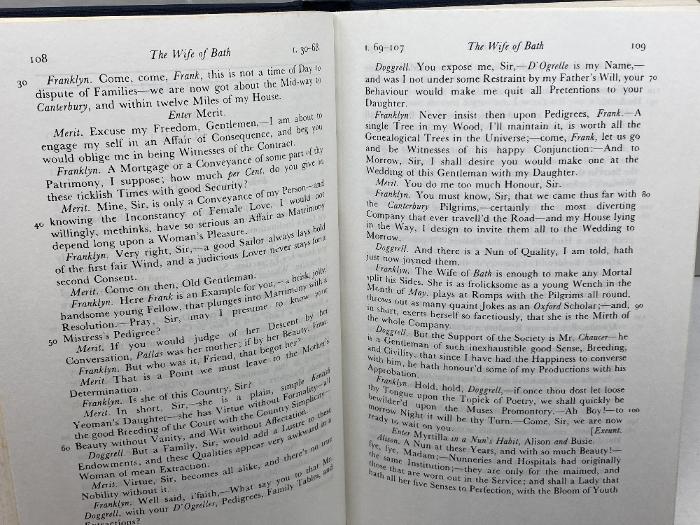 108 The Wife of Bath I. 30-68
30 Franklyn. Come, come, Frank, this is not a time of Day to
dispute of Families—we are now got about the Mid-way to
Canterbury, and within twelve Miles of my House.
Enter Merit.
Merit. Excuse my Freedom, Gentlemen,—I am about to
engage my self in an Affair of Consequence, and beg you
would oblige me in being Witnesses of the Contract.
Franklyn. A Mortgage or a Conveyance of some part of thy
Patrimony, I suppose; how much per Cent. do you give in
these ticklish Times with good Security?
Merit. Mine, Sir, is only a Conveyance of my Person—and
40 knowing the Inconstancy of Female Love, I would not
willingly, methinks, have so serious an Affair as Matrimony
depend long upon a Woman's Pleasure.
Franklyn. Very right, Sir,—a good Sailor always lays hold
of the first fair Wind, and a judicious Lover never stays for a
second Consent.
Merit. Come on then, Old Gentleman.
Franklyn. Here Frank is an Example for you,—a brisk, jolly,
handsome young Fellow, that plunges into Matrimony with a
Resolution.—Pray, Sir, may I presume to know your
50 Mistress's Pedigree?
Merit. If you would judge of her Descent by her
Conversation, Pallas was her mother; if by her Beauty,
Franklyn. But who was it, Friend, that begot her?
Merit. That is a Point we must leave to the Mother's
Determination.
Franklyn. Is she of this Country, Sir?
Merit. In short, Sir,—she is a plain, simple Kentish
Yeoman's Daughter—she has Virtue without Formality—all
the good Breeding of the Court with the Country Simplicity—
60 Beauty without Vanity, and Wit without Affectation.
Doggrell. But a Family, Sir, would add a Lustre to these
Endowments, and these Qualities appear very awkward in a
Woman of mean Extraction.
Merit. Virtue, Sir, becomes all alike, and there's no true
Nobility without it.
Franklyn. Well said, i'faith,—What say you to that Mr.
Doggrell, with your D'Ogrelles, Pedigrees, Family Tables, and
Extractions?
I. 69-107 The Wife of Bath 109
Doggrell. You expose me, Sir,—D'Ogrelle is my Name,—
and was I not under some Restraint by my Father's Will, your 70
Behaviour would make me quit all Pretentions to your
Daughter.
Franklyn. Never insist then upon Pedigrees, Frank.—A
single Tree in my Wood, I'll maintain it, is worth all the
Genealogical Trees in the Universe;—come, Frank, let us go
and be Witnesses of his happy Conjunction:—And to
Morrow, Sir, I shall desire you would make one at the
Wedding of this Gentleman with my Daughter.
Merit. You do me too much Honour, Sir.
Franklyn. You must know, Sir, that we came thus far with 80
the Canterbury Pilgrims,—certainly the most diverting
Company that ever travell'd the Road—and my House lying
in the Way, I design to invite them all to the Wedding to
Morrow.
Doggrell. And there is a Nun of Quality, I am told, hath
just now joyned them.
Franklyn. The Wife of Bath is enough to make any Mortal
split his Sides. She is as frolicksome as a young Wench in the
Month of May, plays at Romps with the Pilgrims all round,
throws out as many quaint Jokes as an Oxford Scholar;—and, 90
in short, exerts herself so facetiously, that she is the Mirth of
the whole Company.
Doggrell. But the Support of the Society is Mr. Chaucer—he
is a Gentleman of such inexhaustible good Sense, Breeding,
and Civility, that since I have had the Happiness to converse
with him, he hath honour'd some of my Productions with his
Approbation.
Franklyn. Hold, hold, Doggrell,—if once thou dost let loose
thy Tongue upon the Topick of Poetry, we shall quickly be
bewilder'd upon the Muses Promontory.—Ah Boy!—to 100
morrow Night it will be thy Turn.—Come, Sir, we are now
ready to wait on you. [Exeunt.
Enter Myrtilla in a Nun's Habit, Alison and Busie.
Alison. A Nun at these Years, and with so much Beauty!—
fye, fye, Madam;—Nunneries and Hospitals had originally
the same Institution;—they are only for the maimed, and
those that are worn out in the Service; and shall a Lady that
hath all her five Senses to Perfection, with the Bloom of Youth